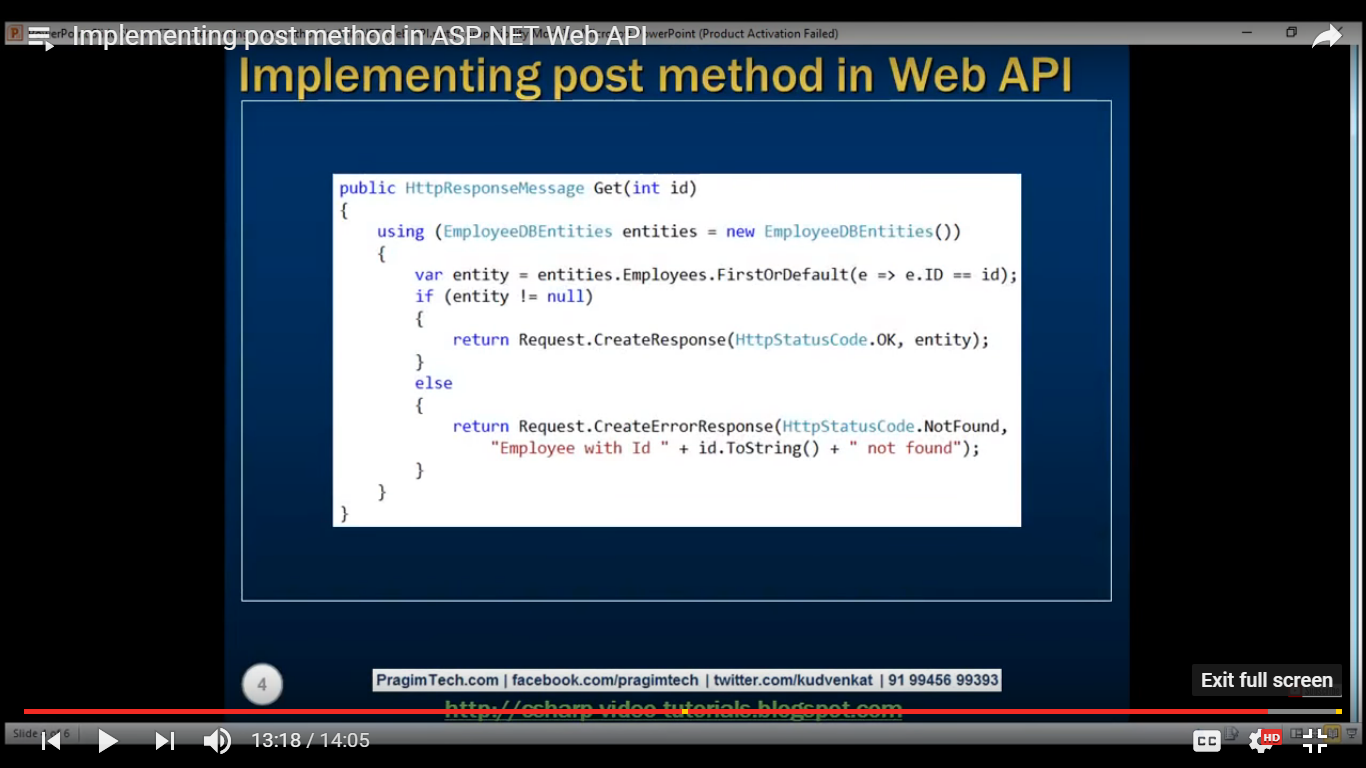 Implementing post method in ASP NET Web API
PowerPoint (Product Activation Failed)
Implementing post method in Web API
public HttpResponseMessage Get(int id)
{
using (EmployeeDBEntities entities = new EmployeeDBEntities())
{
var entity = entities.Employees.FirstOrDefault(e => e.ID == id);
if (entity != null)
{
return Request.CreateResponse(HttpStatusCode.OK, entity);
}
else
{
return Request.CreateErrorResponse(HttpStatusCode.NotFound,
"Employee with Id " + id.ToString() + " not found");
}
}
}
4
PragimTech.com | facebook.com/pragimtech | twitter.com/kudvenkat | 91 99456 99393
http://csharp-video-tutorials.blogspot.com
Exit full screen
Slide of 6
13:18 / 14:05
CC
HD